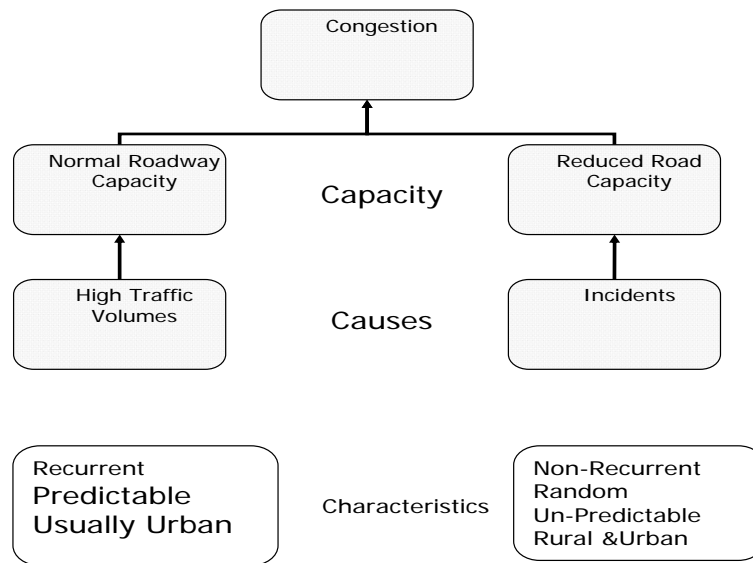 Congestion
Normal Roadway
Capacity
Capacity
Reduced Road
Capacity
High Traffic
Volumes
Causes
Incidents
Recurrent
Predictable
Usually Urban
Characteristics
Non-Recurrent
Random
Un-Predictable
Rural &Urban